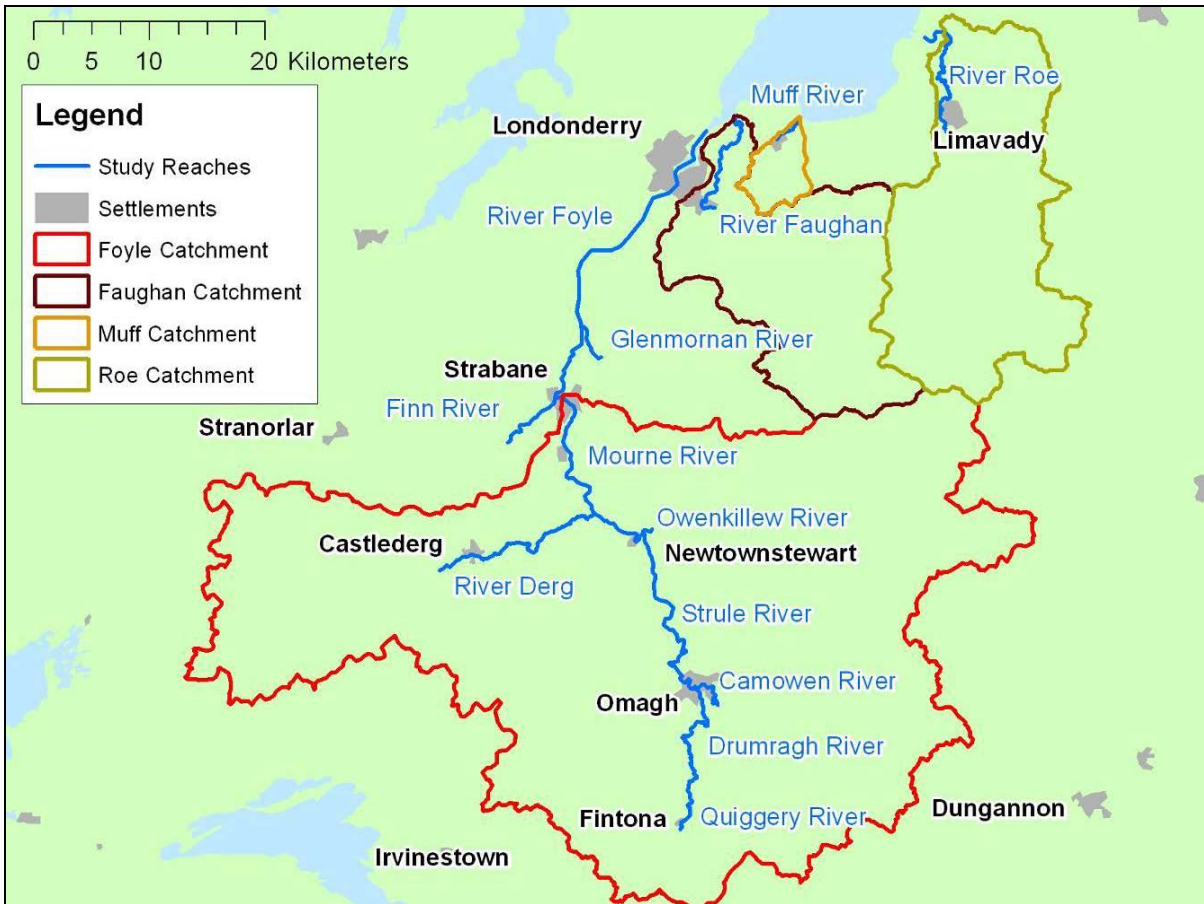 0 5 10 20 Kilometers
Legend
Study Reaches
Settlements
Foyle Catchment
Faughan Catchment
Muff Catchment
Roe Catchment
River Roe
Muff River
Londonderry
Limavady
River Foyle
River Faughan
Glenmornan River
Strabane
Finn River
Stranorlar
Mourne River
Owenkillew River
Castlederg
Newtownstewart
River Derg
Strule River
Camowen River
Omagh
Drumragh River
Fintona
Quiggery River
Dungannon
Irvinestown